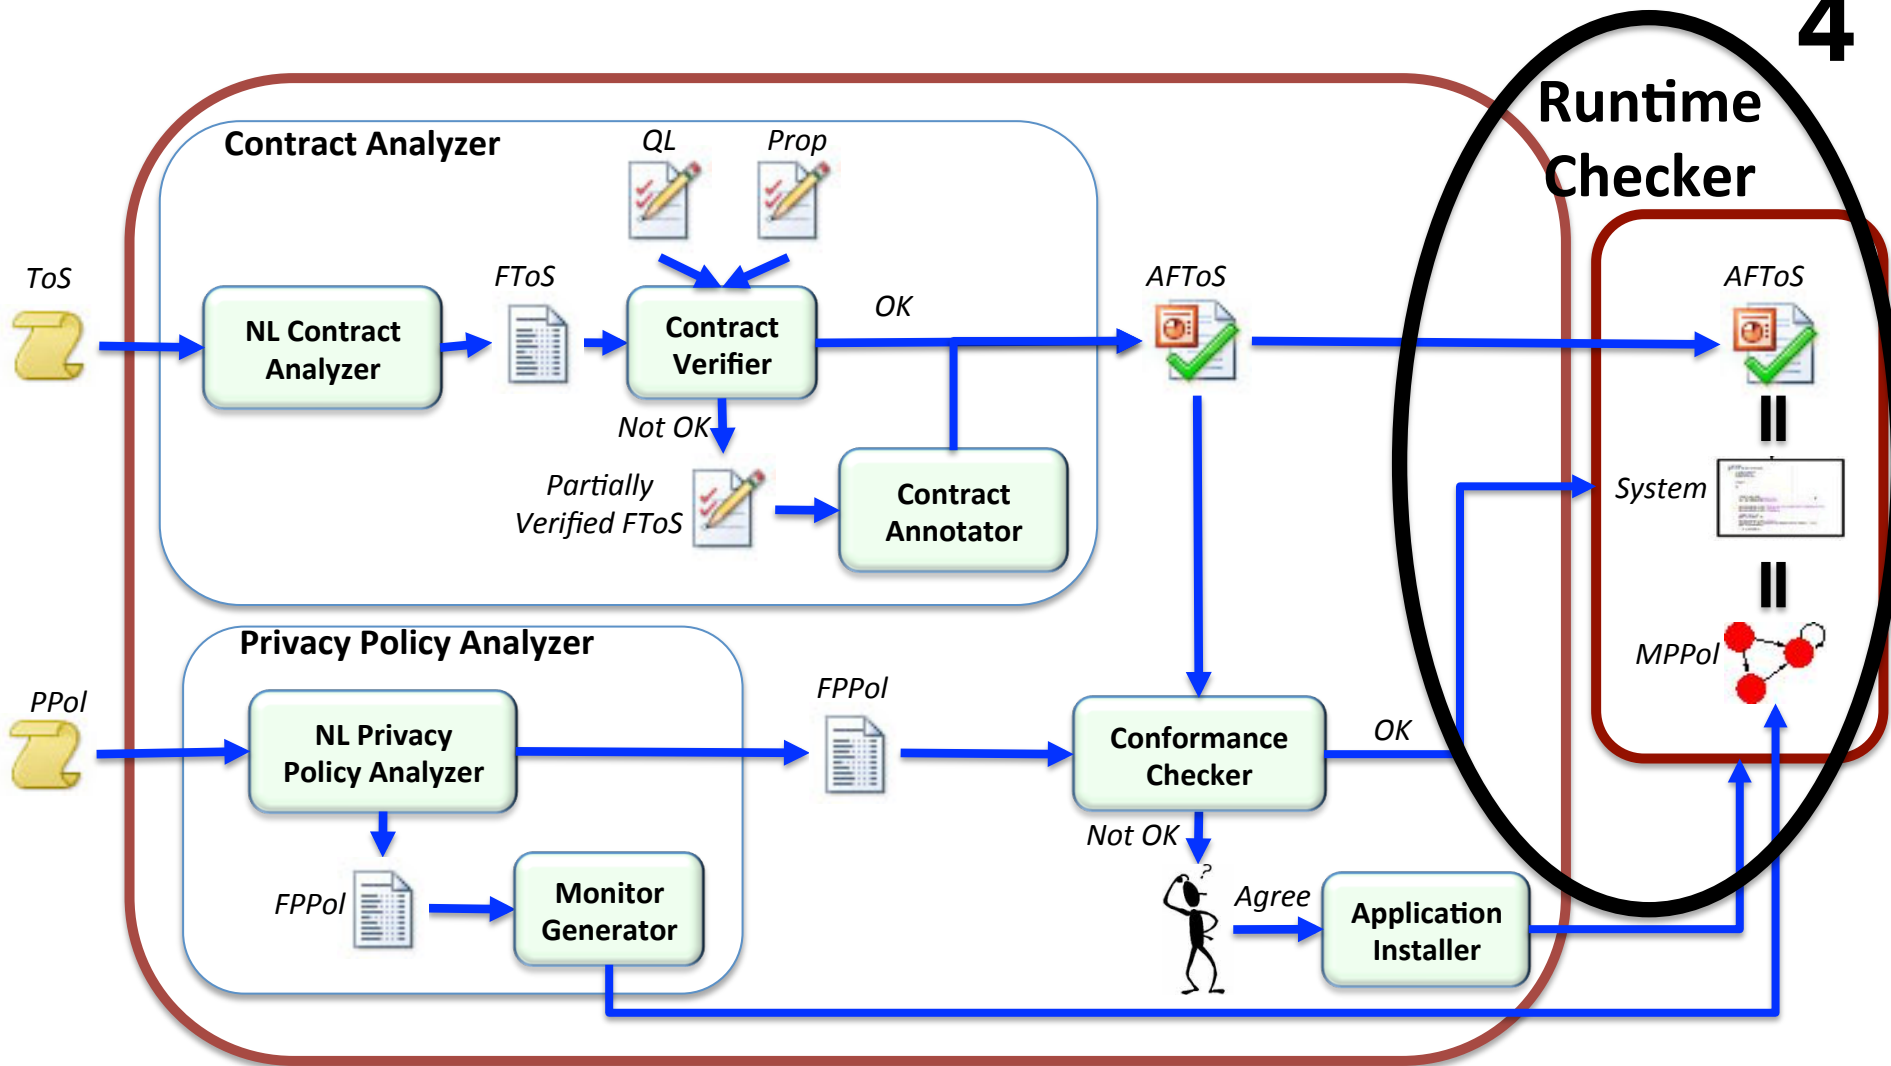 4
Runtime
Checker
Contract Analyzer
QL
Prop
ToS
NL Contract
Analyzer
FToS
Contract
Verifier
OK
AFToS
AFToS
Not OK
Partially
Verified FToS
Contract
Annotator
System
Privacy Policy Analyzer
MPPol
PPol
NL Privacy
Policy Analyzer
FPPol
Conformance
Checker
OK
Not OK
?
FPPol
Monitor
Generator
Agree
Application
Installer